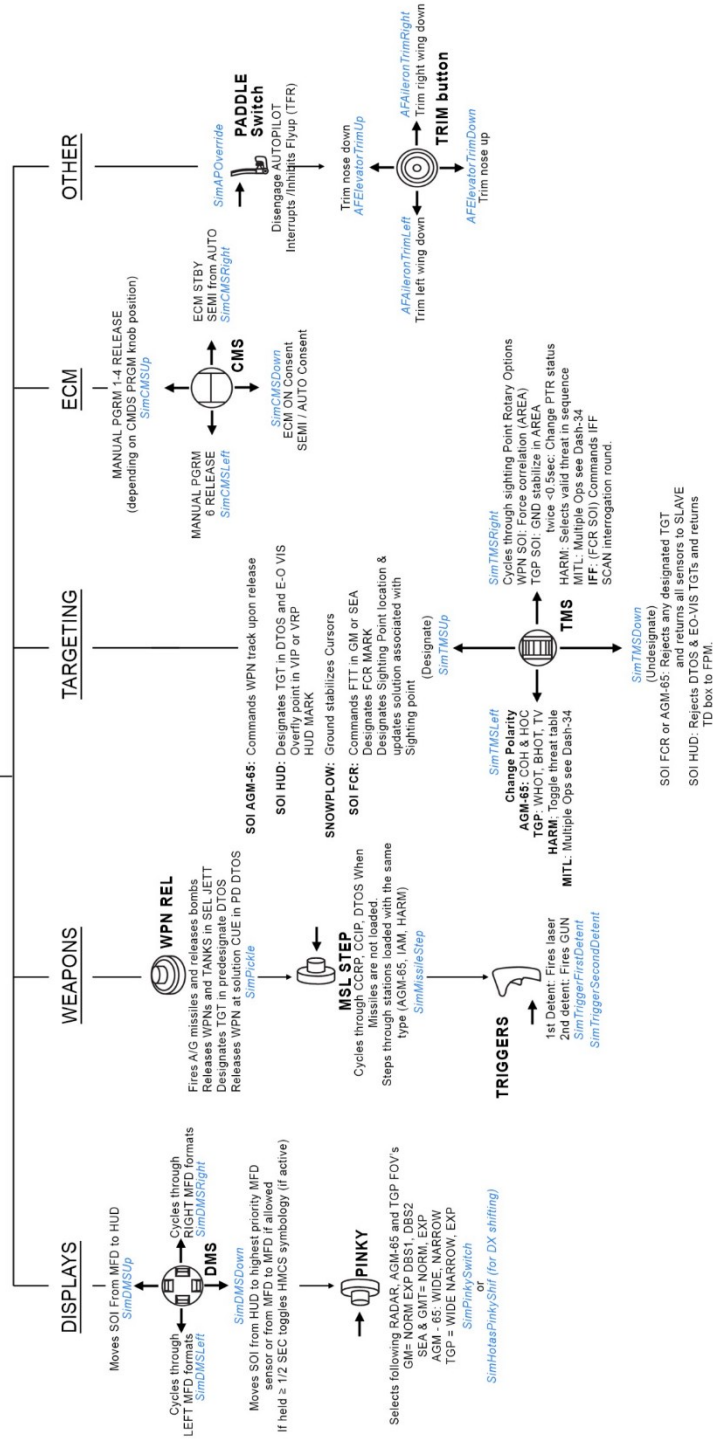 DISPLAYS
Moves SOI From MFD to HUD
SimDMSUp
Cycles through
LEFT MFD formats
SimDMSLeft
Cycles through
RIGHT MFD formats
SimDMSRight
DMS
SimDMSDown
Moves SOI from HUD to highest priority MFD
sensor or from MFD to MFD if allowed
If held ≥ 1/2 SEC toggles HMCS symbology (if active)
PINKY
Selects following RADAR, AGM-65 and TGP FOV's
GM= NORM EXP DBS1, DBS2
SEA & GMT= NORM, EXP
AGM - 65: WIDE, NARROW
TGP = WIDE NARROW, EXP
SimPinkySwitch
or
SimHotasPinkyShif (for DX shifting)
WEAPONS
WPN REL
Fires A/G missiles and releases bombs
Releases WPNs and TANKS in SEL JETT
Designates TGT in predesignate DTOS
Releases WPN at solution CUE in PD DTOS
SimPickle
MSL STEP
Cycles through CCRP, CCIP, DTOS When
Missiles are not loaded.
Steps through stations loaded with the same
type (AGM-65, IAM, HARM)
SimMissileStep
TRIGGERS
1st Detent: Fires laser
2nd detent: Fires GUN
SimTriggerFirstDetent
SimTriggerSecondDetent
TARGETING
SOI AGM-65: Commands WPN track upon release
SOI HUD: Designates TGT in DTOS and E-O VIS
Overfly point in VIP or VRP
HUD MARK
SNOWPLOW: Ground stabilizes Cursors
SOI FCR: Commands FTT in GM or SEA
Designates FCR MARK
Designates Sighting Point location &
updates solution associated with
Sighting point
(Designate)
SimTMSUp
SimTMSLeft
Change Polarity
AGM-65: COH & HOC
TGP: WHOT, BHOT, TV
HARM: Toggle threat table
MITL: Multiple Ops see Dash-34
TMS
SimTMSRight
Cycles through sighting Point Rotary Options
WPN SOI: Force correlation (AREA)
TGP SOI: GND stabilize in AREA
twice <0.5sec: Change PTR status
HARM: Selects valid threat in sequence
MITL: Multiple Ops see Dash-34
IFF: (FCR SOI) Commands IFF
SCAN interrogation round.
SimTMSDown
(Undesignate)
SOI FCR or AGM-65: Rejects any designated TGT
and returns all sensors to SLAVE
SOI HUD: Rejects DTOS & EO-VIS TGTs and returns
TD box to FPM.
ECM
MANUAL PGRM 1-4 RELEASE
(depending on CMDS PRGM knob position)
SimCMSUp
MANUAL PGRM
6 RELEASE
SimCMSLeft
ECM STBY
SEMI from AUTO
SimCMSRight
CMS
SimCMSDown
ECM ON Consent
SEMI / AUTO Consent
OTHER
SimAPOverride
PADDLE
Switch
Disengage AUTOPILOT
Interrupts /Inhibits Flyup (TFR)
Trim nose down
AFElevatorTrimUp
AFAileronTrimLeft
Trim left wing down
AFAileronTrimRight
Trim right wing down
TRIM button
AFElevatorTrimDown
Trim nose up